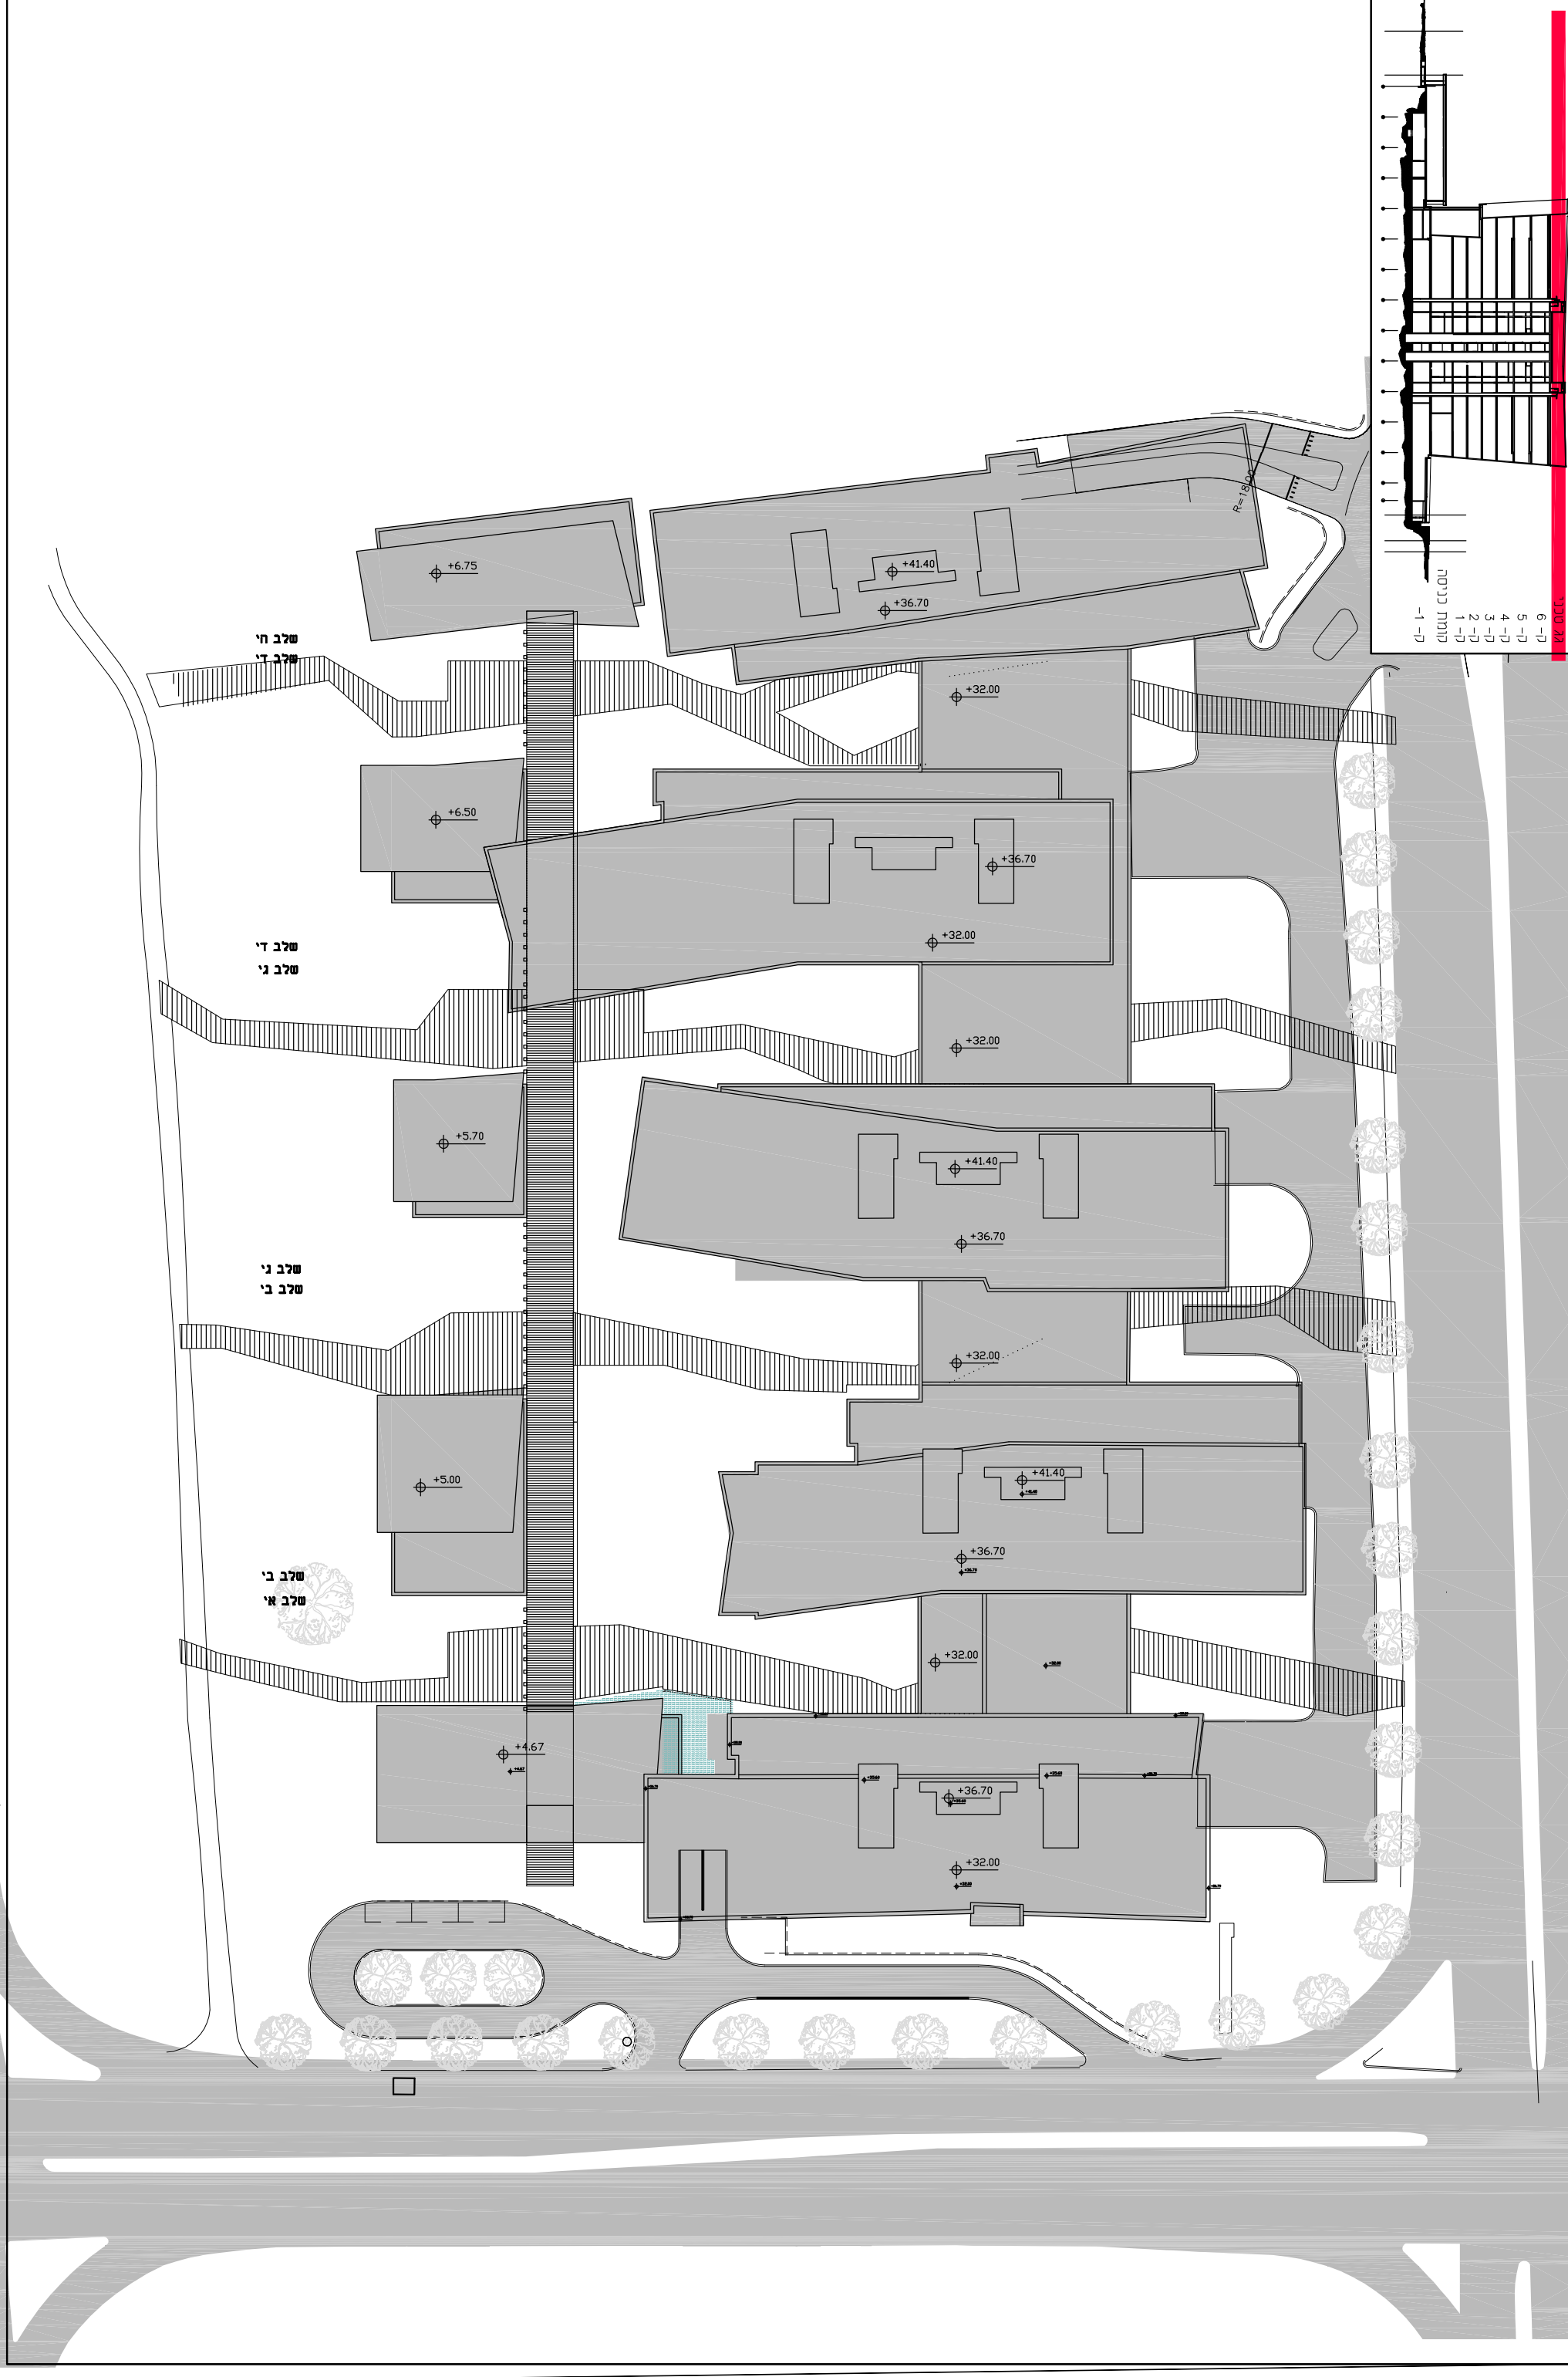 גג טכני
ק- 6
ק- 5
ק- 4
ק- 3
ק- 2
ק- 1
קומת כניסה
ק- 1-
R=18.00
+6.75
+41.40
+36.70
שלב ה'
שלב ד'
+32.00
+6.50
+36.70
+32.00
שלב ד'
שלב ג'
+32.00
+5.70
+41.40
+36.70
שלב ג'
שלב ב'
+32.00
+5.00
+41.40
+36.70
שלב ב'
שלב א'
+32.00
+4.67
+36.70
+32.00